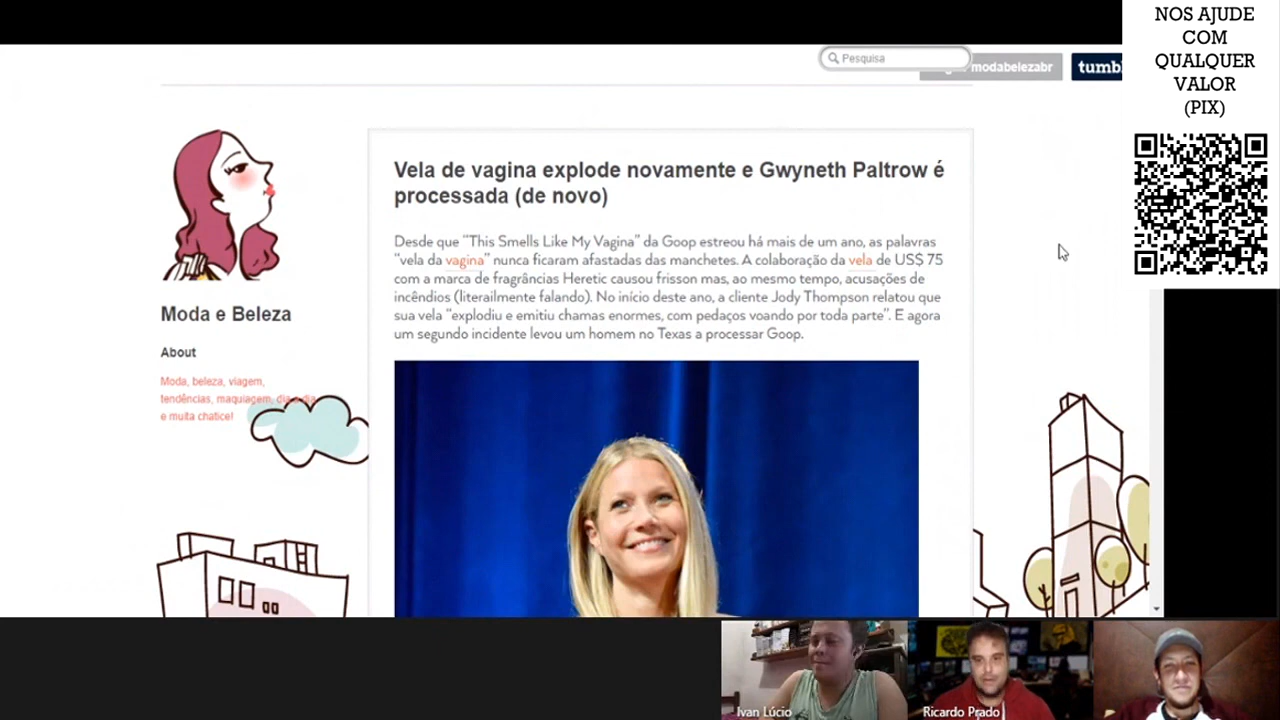 NOS AJUDE
COM
QUALQUER
VALOR
(PIX)
Pesquisa
modabelezabr
tumbl
Vela de vagina explode novamente e Gwyneth Paltrow é
processada (de novo)
Desde que "This Smells Like My Vagina" da Goop estreou há mais de um ano, as palavras
"vela da vagina" nunca ficaram afastadas das manchetes. A colaboração da vela de US$ 75
com a marca de fragrâncias Heretic causou frisson mas, ao mesmo tempo, acusações de
incêndios (literailmente falando). No início deste ano, a cliente Jody Thompson relatou que
sua vela "explodiu e emitiu chamas enormes, com pedaços voando por toda parte". E agora
um segundo incidente levou um homem no Texas a processar Goop.
Moda e Beleza
About
Moda, beleza, viagem,
tendências, maquiagem, dia a dia
e muita chatice!
Ivan Lúcio
Ricardo Prado